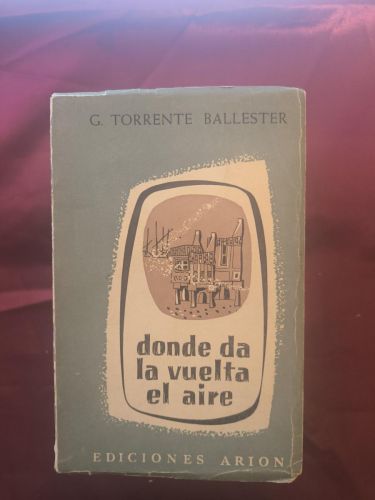 G. TORRENTE BALLESTER
donde da
la vuelta
el aire
EDICIONES ARION